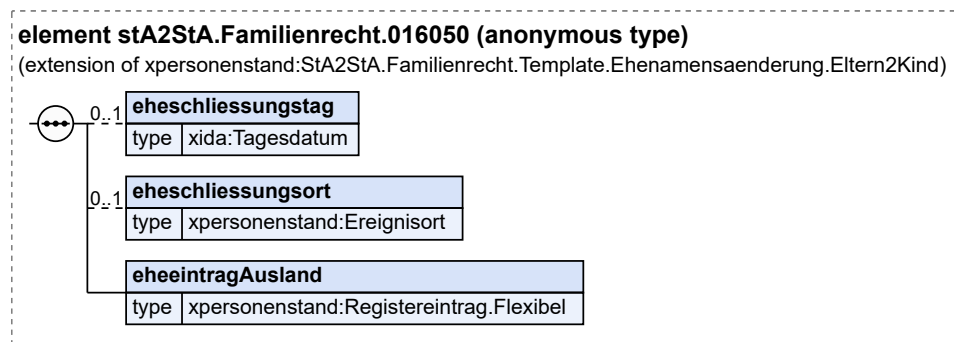 element stA2StA.Familienrecht.016050 (anonymous type)
(extension of xpersonenstand:StA2StA.Familienrecht.Template.Ehenamensaenderung.Eltern2Kind)
0..1 eheschliessungstag
type xida:Tagesdatum
0..1 eheschliessungsort
type xpersonenstand:Ereignisort
eheeintragAusland
type xpersonenstand:Registereintrag.Flexibel